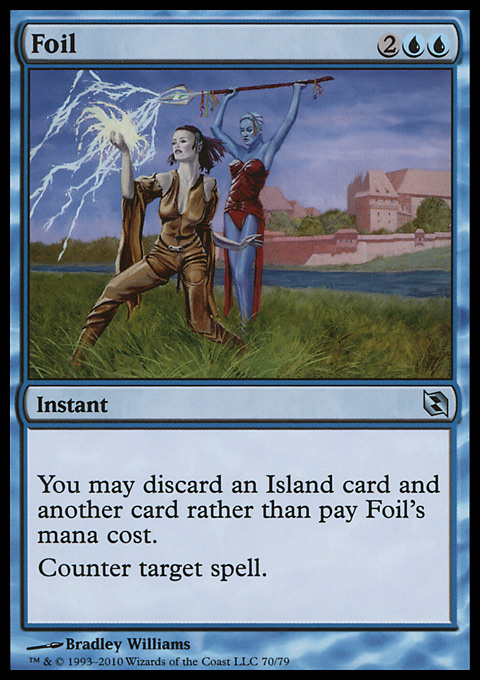 Foil 2
Instant
You may discard an Island card and
another card rather than pay Foil's
mana cost.
Counter target spell.
Bradley Williams
™ & © 1993–2010 Wizards of the Coast LLC 70/79